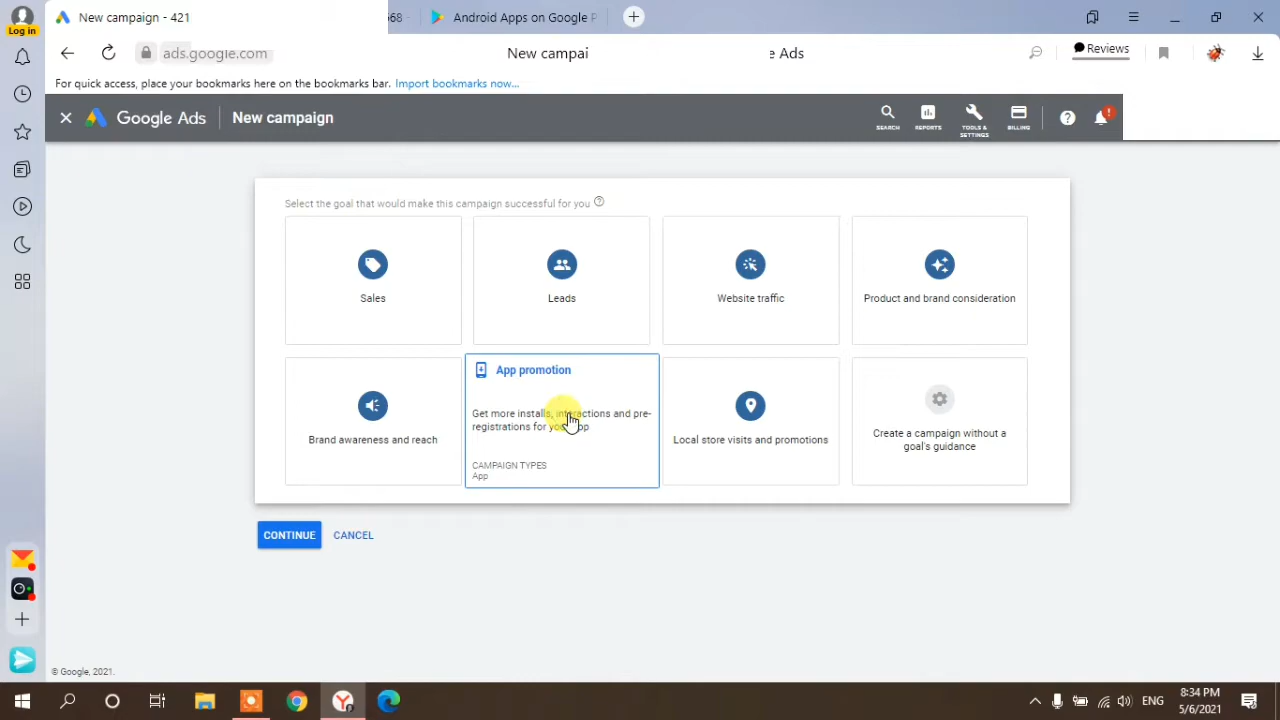 New campaign - 421
68 -
Android Apps on Google P
Log in
ads.google.com
New campai
e Ads
Reviews
For quick access, place your bookmarks here on the bookmarks bar. Import bookmarks now...
Google Ads
New campaign
SEARCH
REPORTS
TOOLS & SETTINGS
BILLING
!
Select the goal that would make this campaign successful for you
Sales
Leads
Website traffic
Product and brand consideration
Brand awareness and reach
App promotion
Get more installs, interactions and pre-
registrations for your app
CAMPAIGN TYPES
App
Local store visits and promotions
Create a campaign without a
goal's guidance
CONTINUE
CANCEL
© Google, 2021.
ENG
8:34 PM
5/6/2021